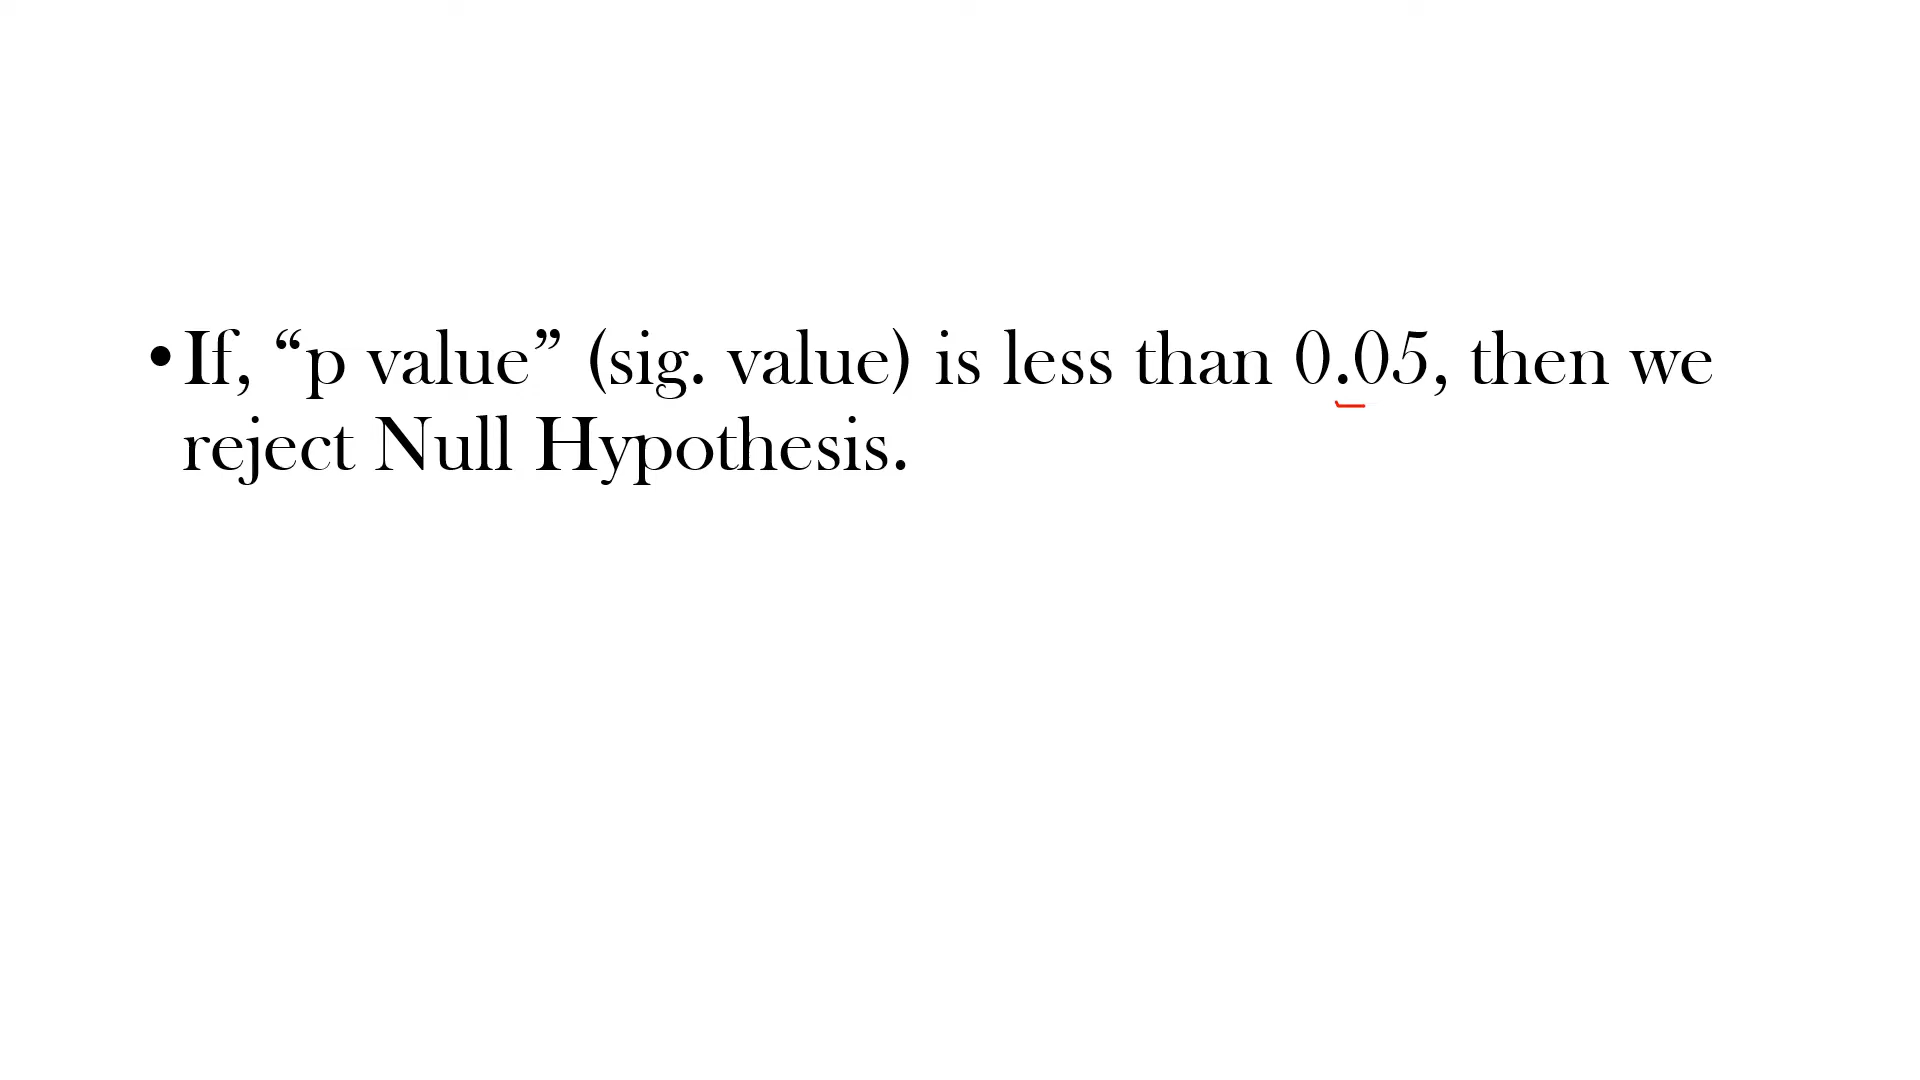 •If, “p value” (sig. value) is less than 0.05, then we
reject Null Hypothesis.